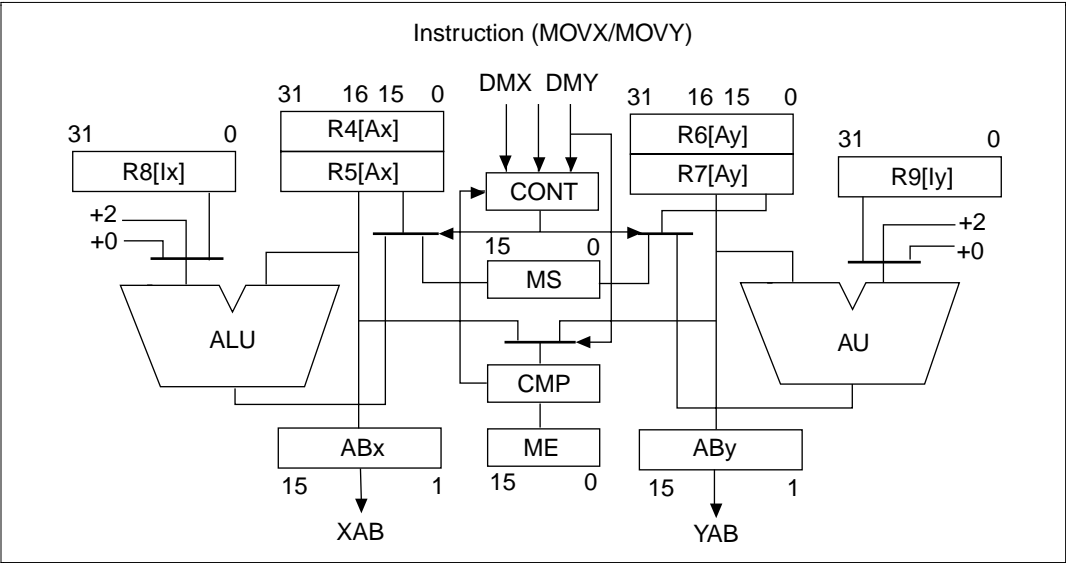 Instruction (MOVX/MOVY)
DMX DMY
31 16 15 0
31 16 15 0
R4[Ax]
R6[Ay]
31 0
31 0
R8[Ix]
R5[Ax]
CONT
R7[Ay]
R9[Iy]
+2
+2
+0
+0
15 0
MS
ALU
AU
CMP
ABx
ME
ABy
15 1
15 0
15 1
XAB
YAB